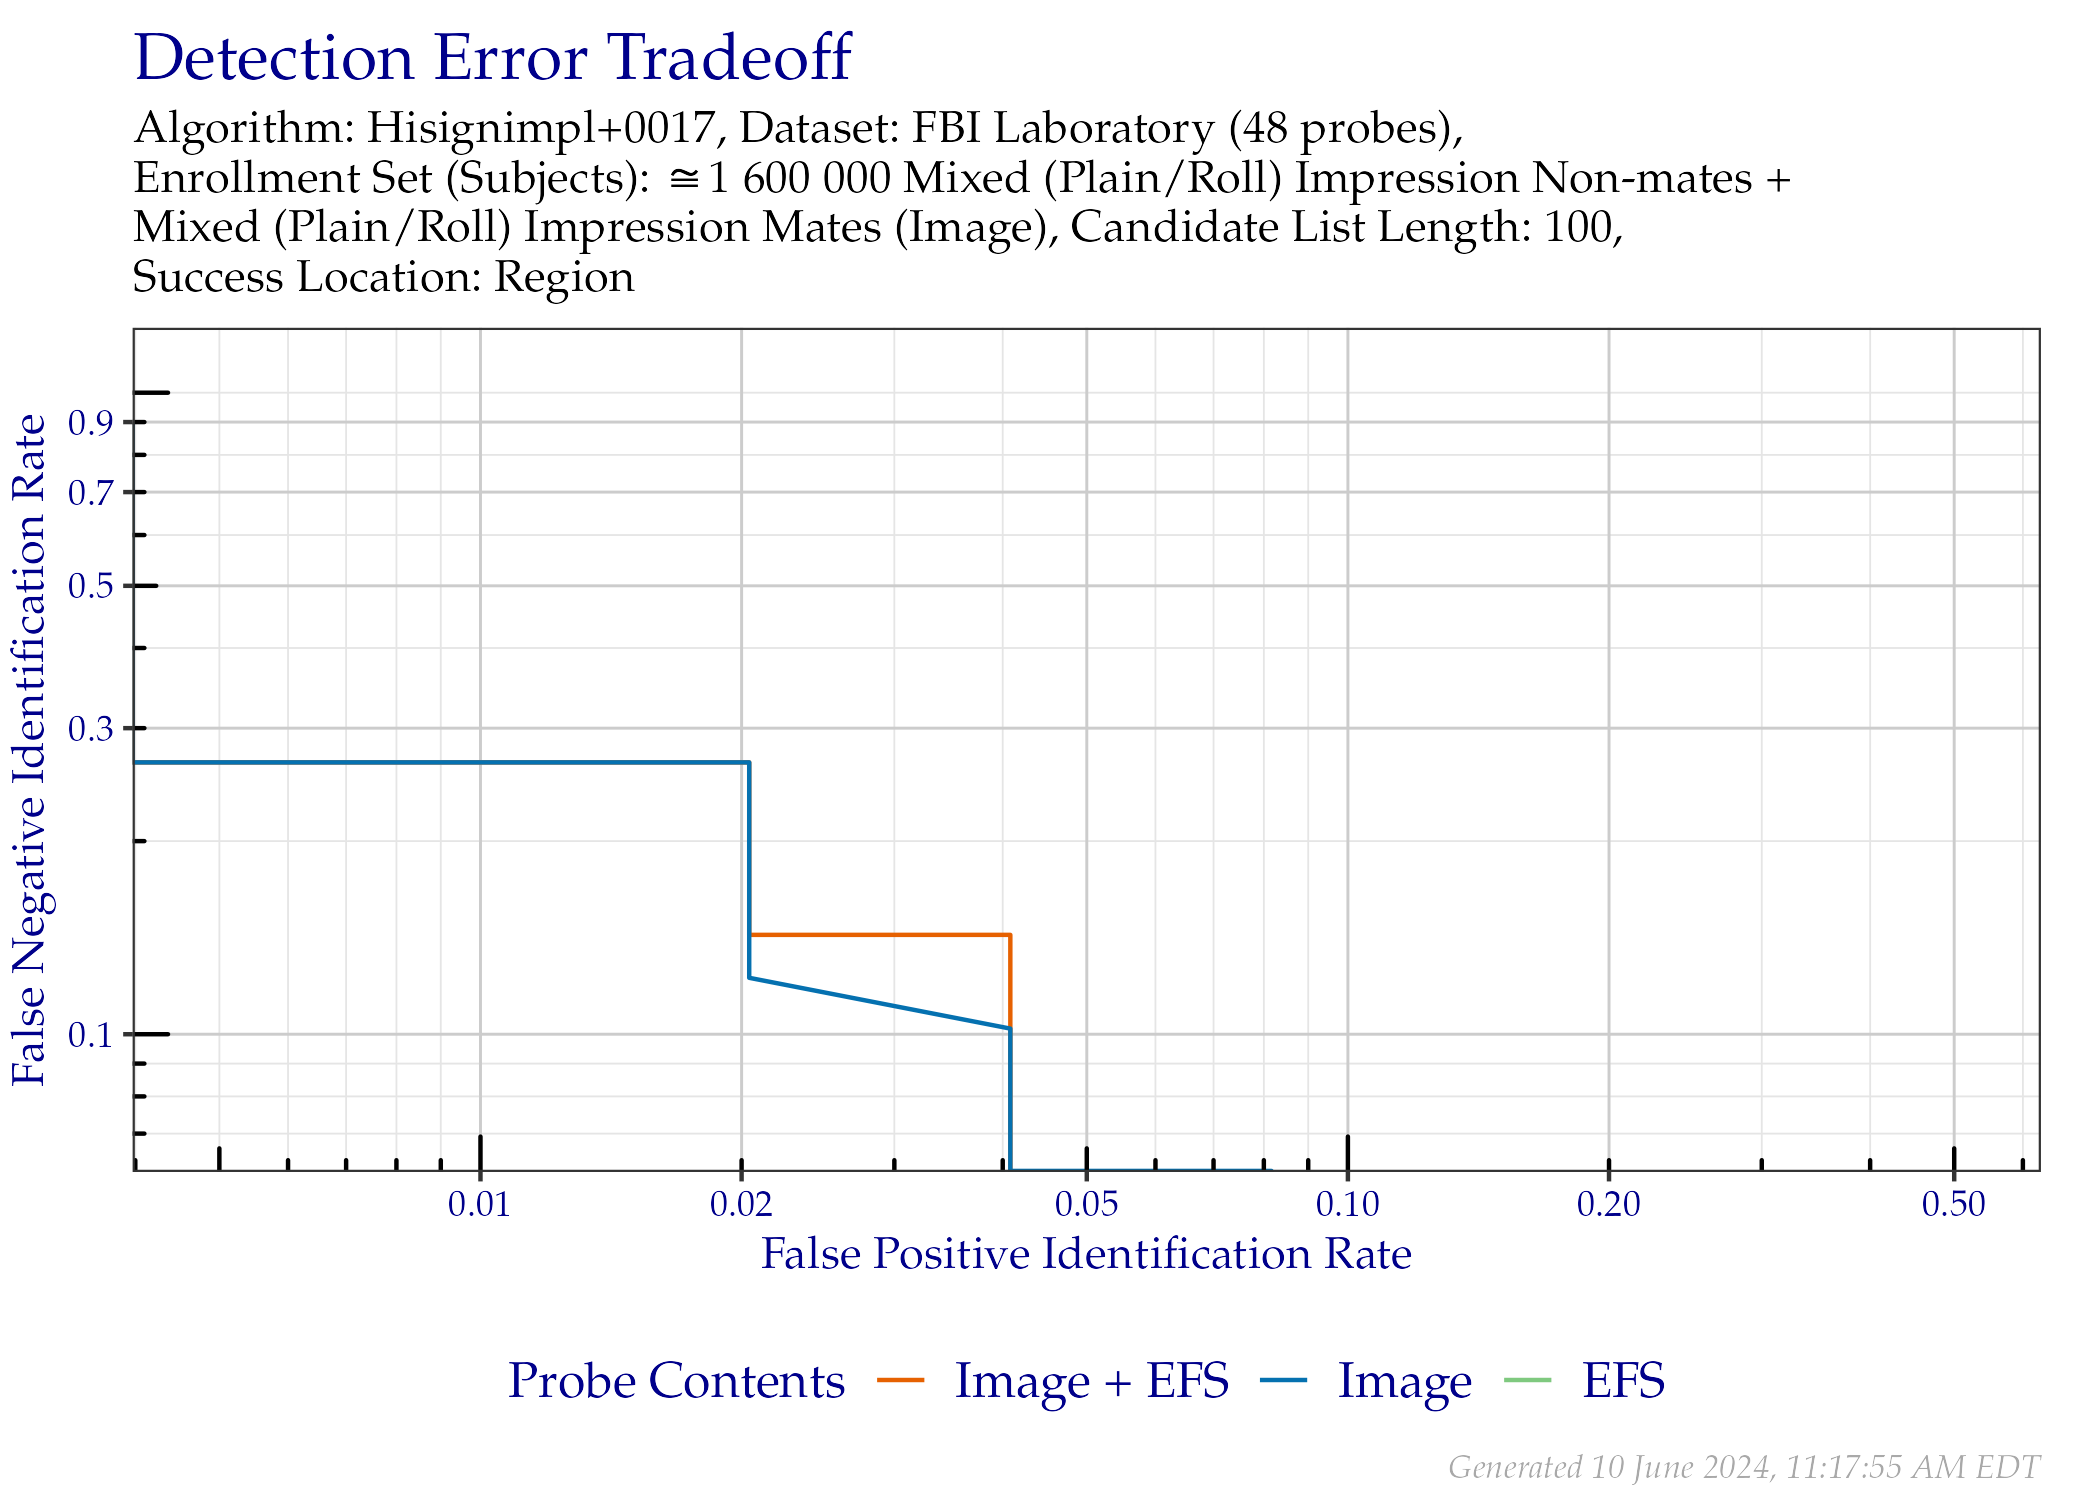 Detection Error Tradeoff
Algorithm: Hisignimpl+0017, Dataset: FBI Laboratory (48 probes),
Enrollment Set (Subjects): ≅1 600 000 Mixed (Plain/Roll) Impression Non-mates +
Mixed (Plain/Roll) Impression Mates (Image), Candidate List Length: 100,
Success Location: Region
False Negative Identification Rate
0.9
0.7
0.5
0.3
0.1
0.01 0.02 0.05 0.10 0.20 0.50
False Positive Identification Rate
Probe Contents Image + EFS Image EFS
Generated 10 June 2024, 11:17:55 AM EDT